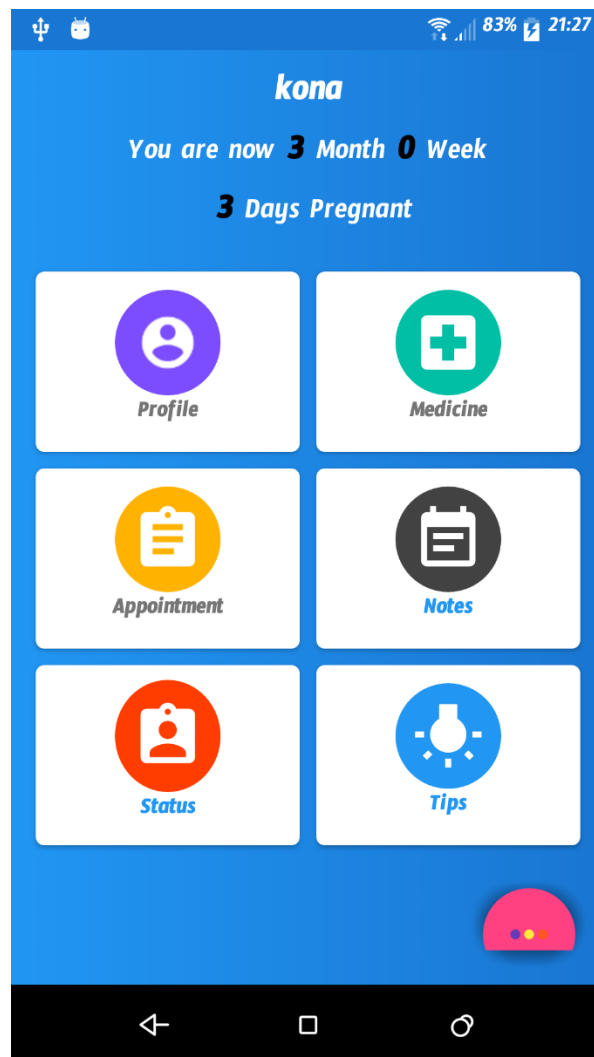 83% 21:27
kona
You are now 3 Month 0 Week
3 Days Pregnant
Profile
Medicine
Appointment
Notes
Status
Tips